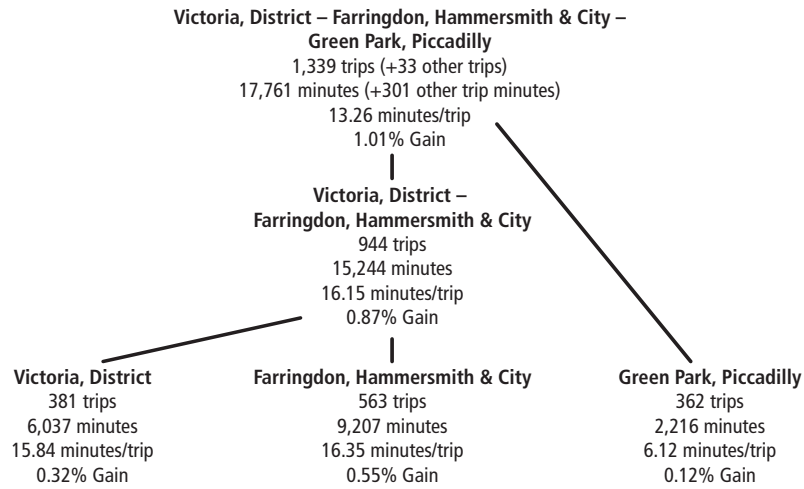 Victoria, District – Farringdon, Hammersmith & City –
Green Park, Piccadilly
1,339 trips (+33 other trips)
17,761 minutes (+301 other trip minutes)
13.26 minutes/trip
1.01% Gain
Victoria, District –
Farringdon, Hammersmith & City
944 trips
15,244 minutes
16.15 minutes/trip
0.87% Gain
Victoria, District
381 trips
6,037 minutes
15.84 minutes/trip
0.32% Gain
Farringdon, Hammersmith & City
563 trips
9,207 minutes
16.35 minutes/trip
0.55% Gain
Green Park, Piccadilly
362 trips
2,216 minutes
6.12 minutes/trip
0.12% Gain